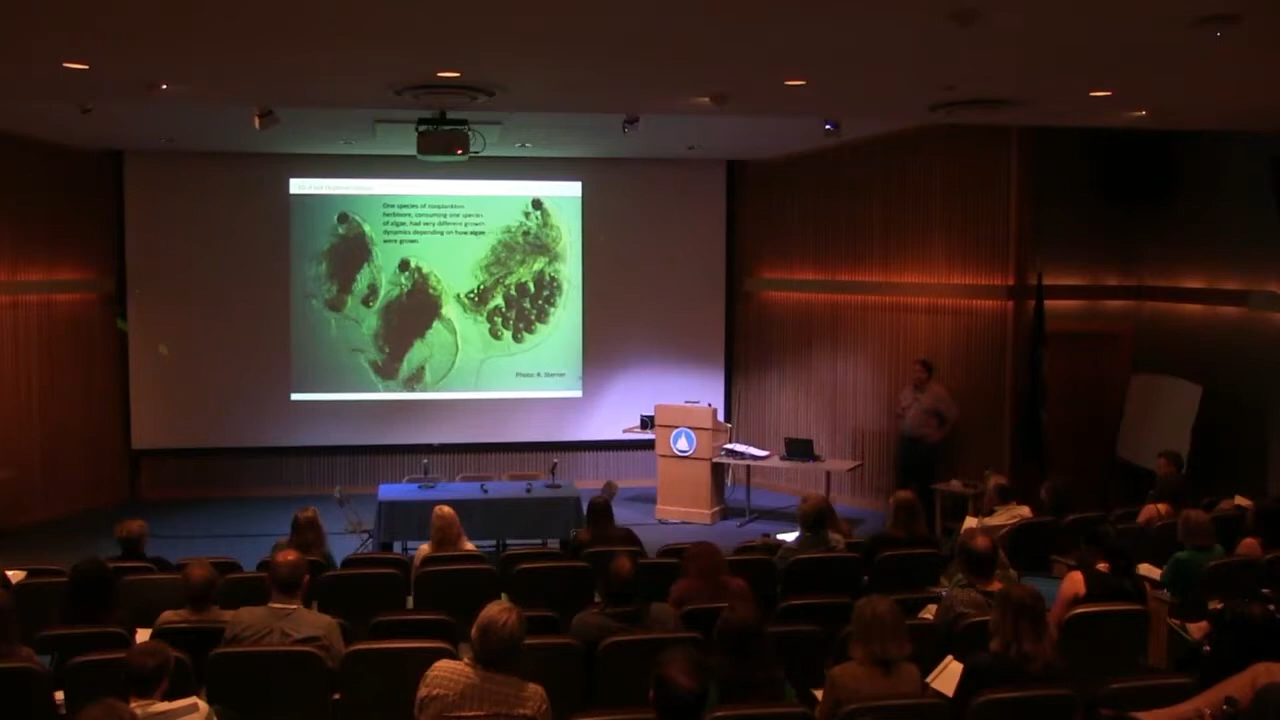 One species of zooplankton
herbivore, consuming one species
of algae, had very different growth
dynamics depending on how algae
were grown.
Photo: R. Sterner